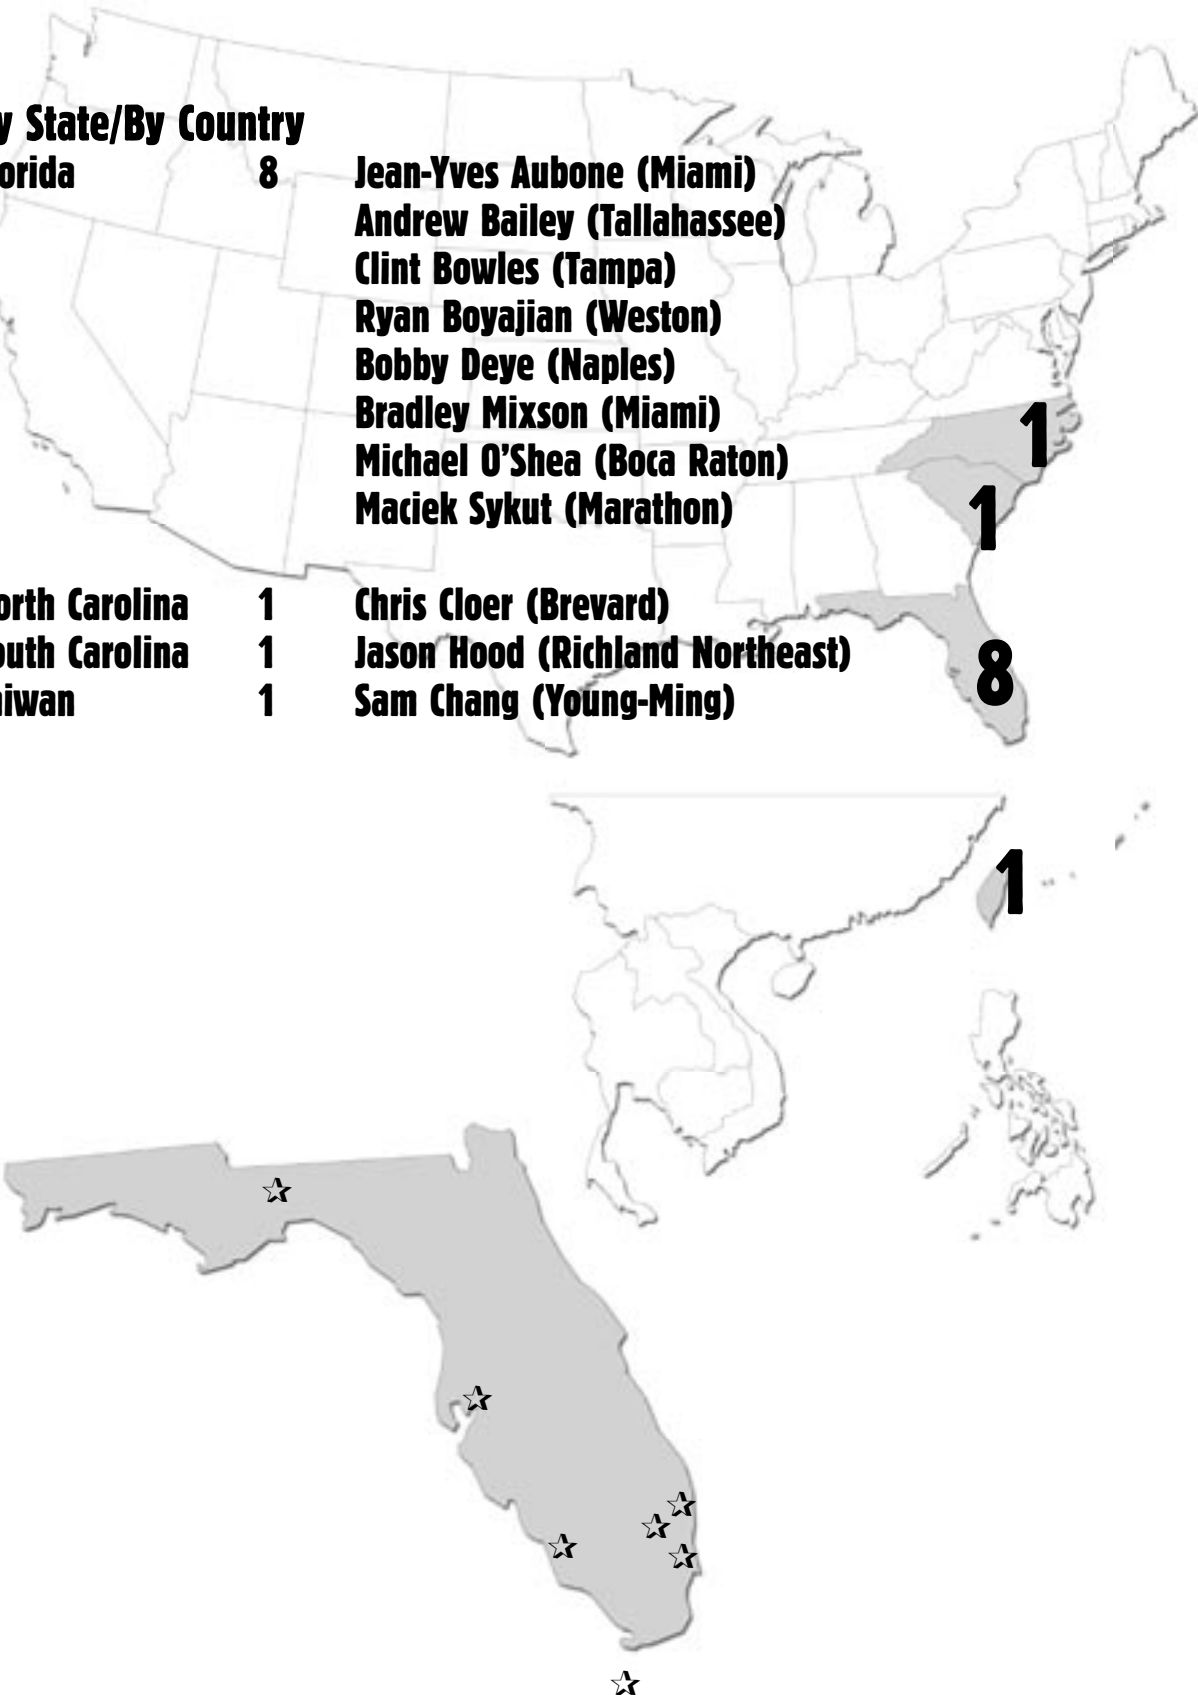 y State/By Country
orida 8 Jean-Yves Aubone (Miami)
Andrew Bailey (Tallahassee)
Clint Bowles (Tampa)
Ryan Boyajian (Weston)
Bobby Deye (Naples)
Bradley Mixson (Miami)
Michael O'Shea (Boca Raton)
Maciek Sykut (Marathon)
orth Carolina 1 Chris Cloer (Brevard)
outh Carolina 1 Jason Hood (Richland Northeast)
aiwan 1 Sam Chang (Young-Ming)
1
1
8
1